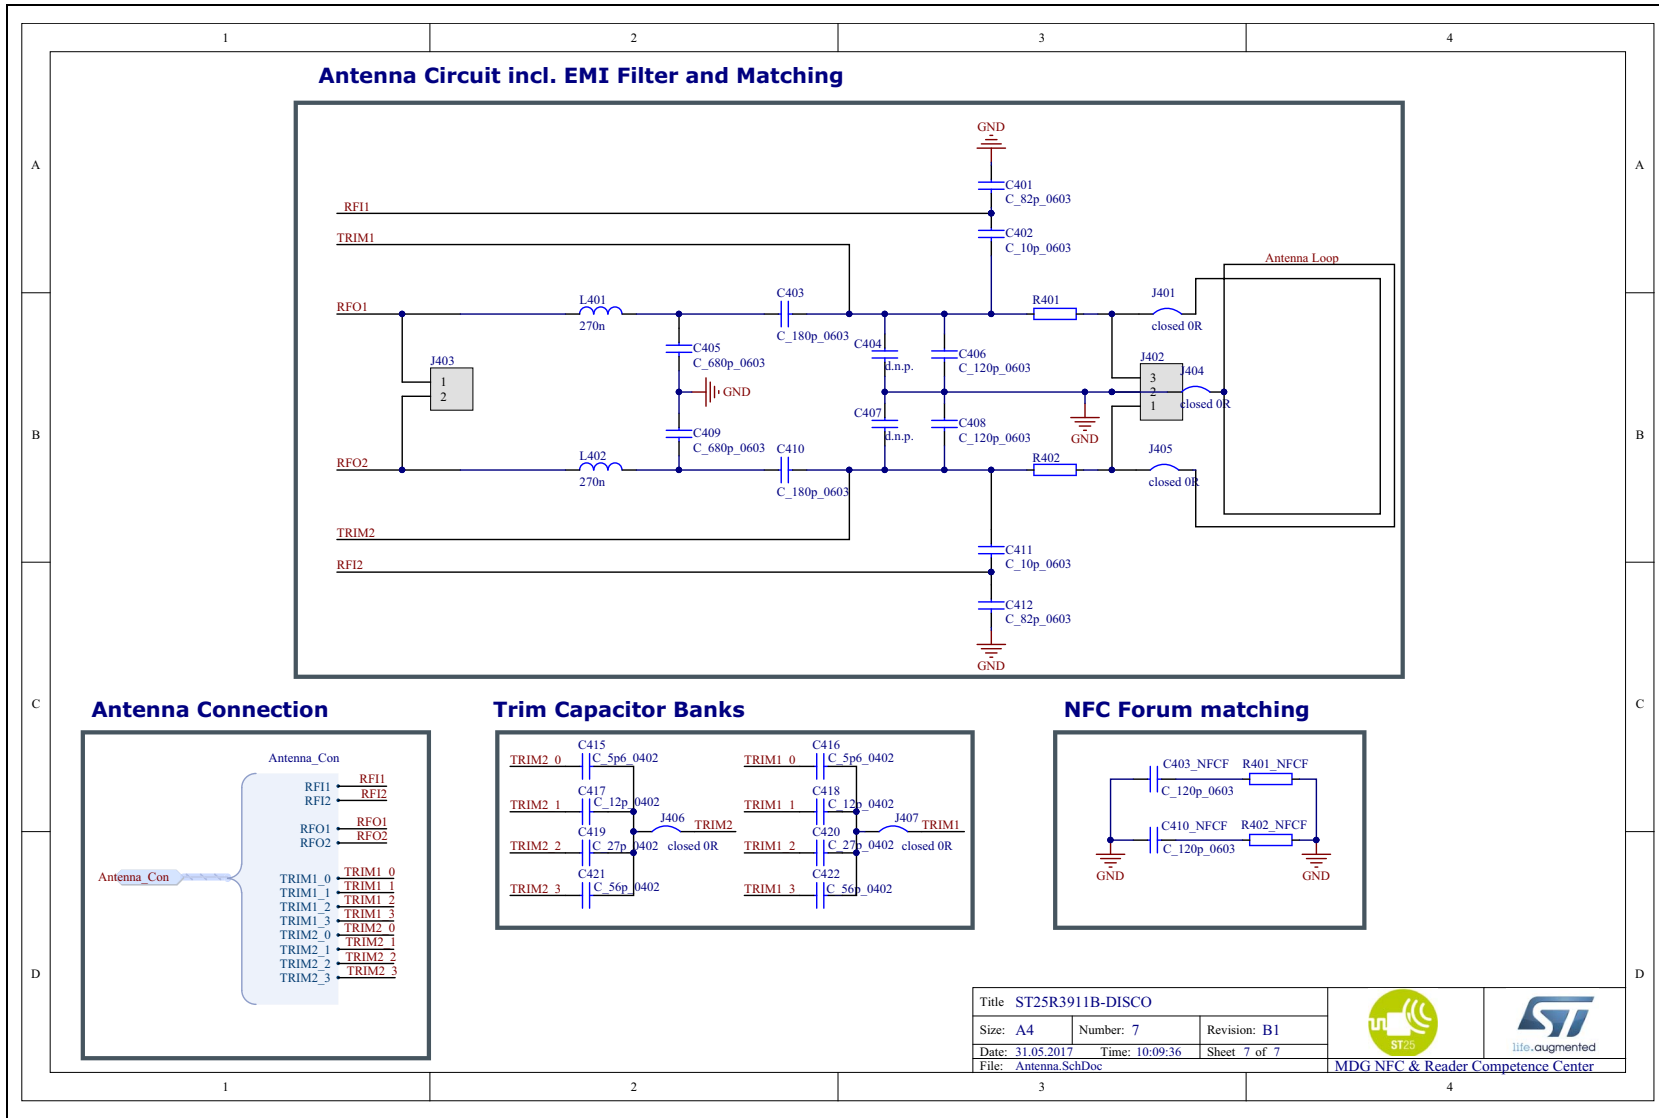 1 2 3 4
Antenna Circuit incl. EMI Filter and Matching
GND
A A
C401
C_82p_0603
RFI1
C402
C_10p_0603
TRIM1
Antenna Loop
C403
C_180p_0603
L401
270n
R401
J401
closed 0R
RFO1
C405
C_680p_0603
C404
d.n.p.
C406
C_120p_0603
J403
1
2
J402
3
2
1
J404
closed 0R
GND
GND
C407
d.n.p.
C408
C_120p_0603
B B
C409
C_680p_0603
C410
C_180p_0603
RFO2
L402
270n
R402
J405
closed 0R
TRIM2
C411
C_10p_0603
RFI2
C412
C_82p_0603
GND
C C
Antenna Connection
Antenna_Con
RFI1 RFI1
RFI2 RFI2
RFO1 RFO1
RFO2 RFO2
Antenna_Con
TRIM1_0 TRIM1_0
TRIM1_1 TRIM1_1
TRIM1_2 TRIM1_2
TRIM1_3 TRIM1_3
TRIM2_0 TRIM2_0
TRIM2_1 TRIM2_1
TRIM2_2 TRIM2_2
TRIM2_3 TRIM2_3
Trim Capacitor Banks
C415
TRIM2_0 C_5p6_0402
C417
TRIM2_1 C_12p_0402
C419
TRIM2_2 C_27p_0402
C421
TRIM2_3 C_56p_0402
J406
closed 0R
TRIM2
C416
TRIM1_0 C_5p6_0402
C418
TRIM1_1 C_12p_0402
C420
TRIM1_2 C_27p_0402
C422
TRIM1_3 C_56p_0402
J407
closed 0R
TRIM1
NFC Forum matching
C403_NFCF R401_NFCF
C_120p_0603
C410_NFCF R402_NFCF
C_120p_0603
GND GND
D D
Title ST25R3911B-DISCO
Size: A4 Number: 7 Revision: B1
Date: 31.05.2017 Time: 10:09:36 Sheet 7 of 7
File: Antenna.SchDoc
ST25
ST
life.augmented
MDG NFC & Reader Competence Center
1 2 3 4